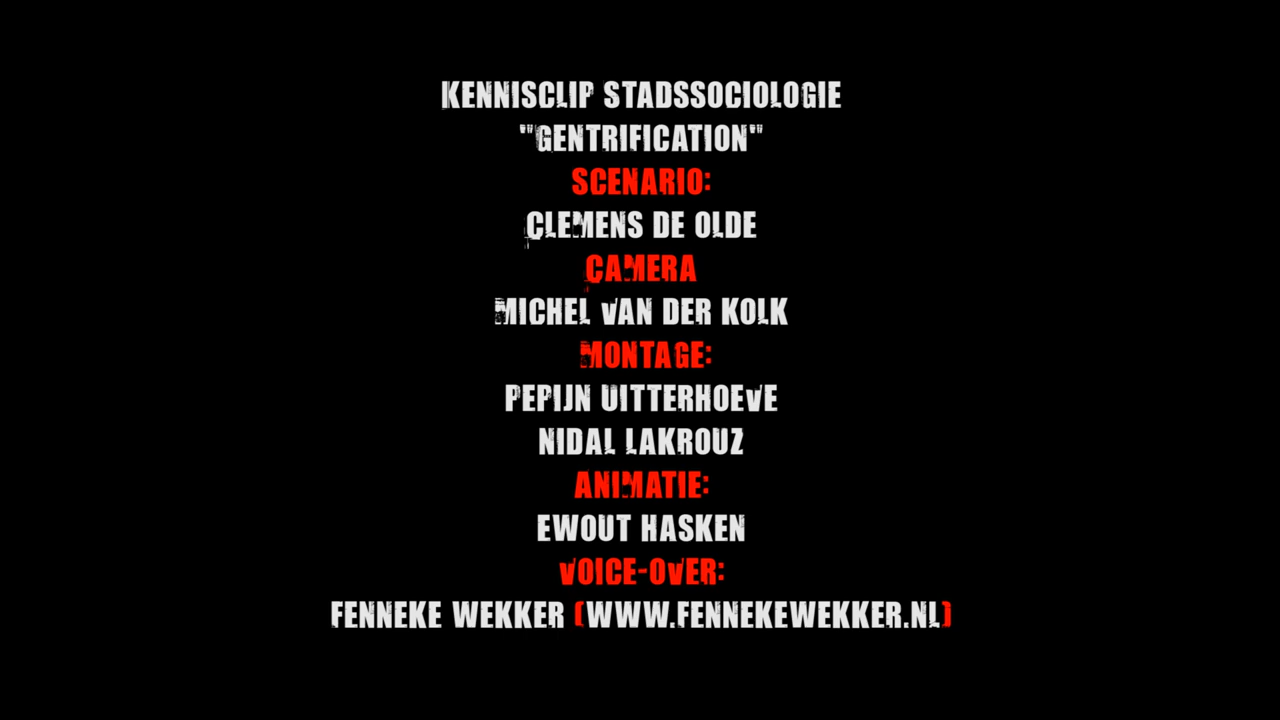 KENNISCLIP STADSSOCIOLOGIE
"GENTRIFICATION"
SCENARIO:
CLEMENS DE OLDE
CAMERA
MICHEL VAN DER KOLK
MONTAGE:
PEPIJN UITTERHOEVE
NIDAL LAKROUZ
ANIMATIE:
EWOUT HASKEN
VOICE-OVER:
FENNEKE WEKKER (WWW.FENNEKEWEKKER.NL)